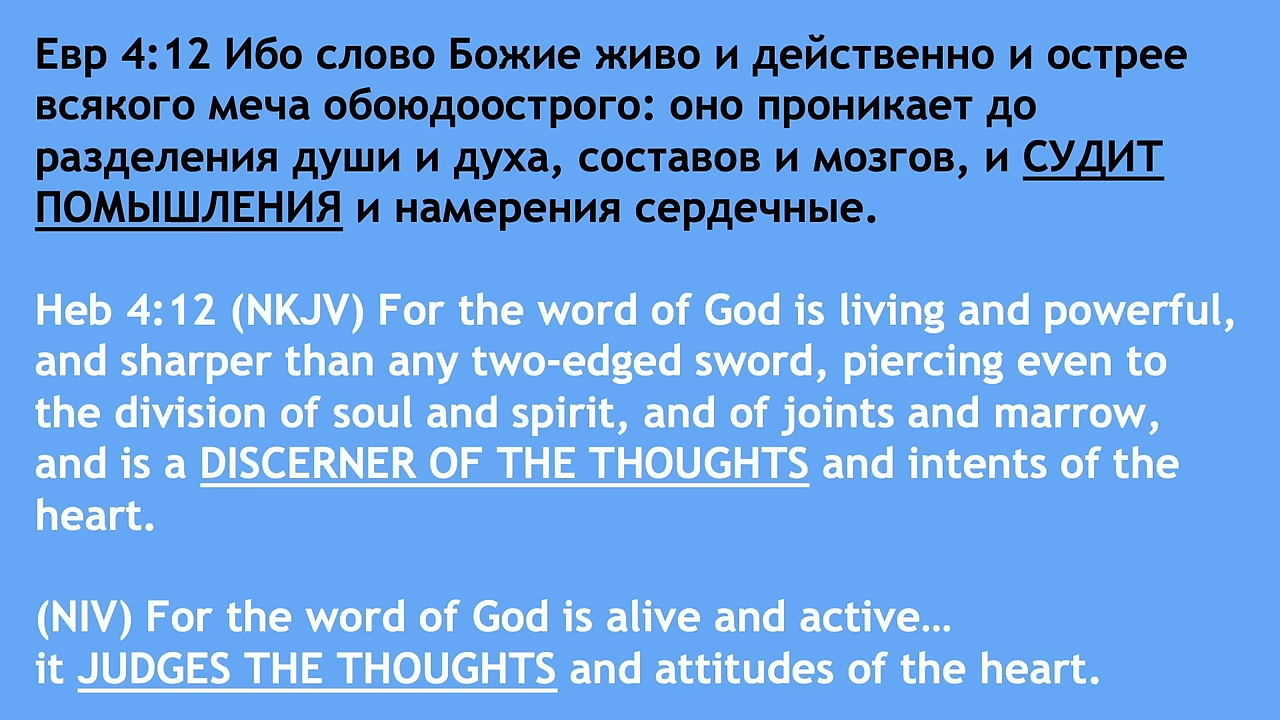 Евр 4:12 Ибо слово Божие живо и действенно и острее
всякого меча обоюдоострого: оно проникает до
разделения души и духа, составов и мозгов, и СУДИТ
ПОМЫШЛЕНИЯ и намерения сердечные.
Heb 4:12 (NKJV) For the word of God is living and powerful,
and sharper than any two-edged sword, piercing even to
the division of soul and spirit, and of joints and marrow,
and is a DISCERNER OF THE THOUGHTS and intents of the
heart.
(NIV) For the word of God is alive and active…
it JUDGES THE THOUGHTS and attitudes of the heart.